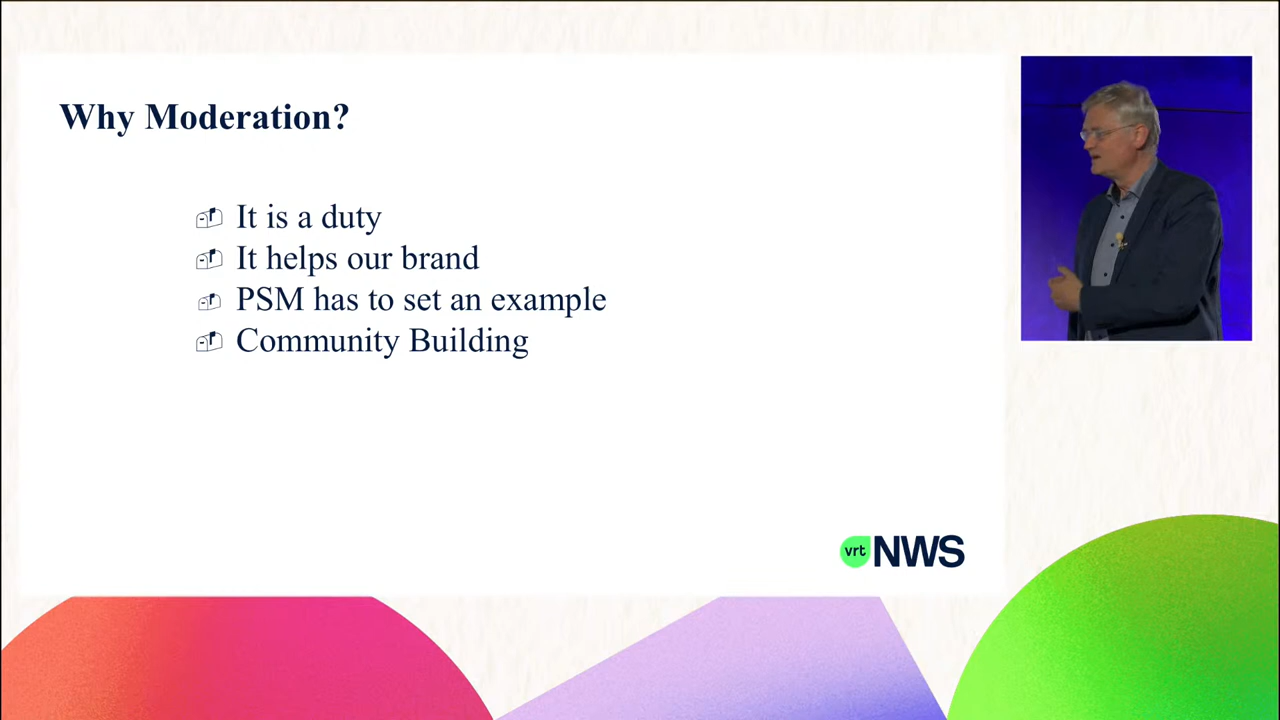 Why Moderation?
It is a duty
It helps our brand
PSM has to set an example
Community Building
vrt NWS